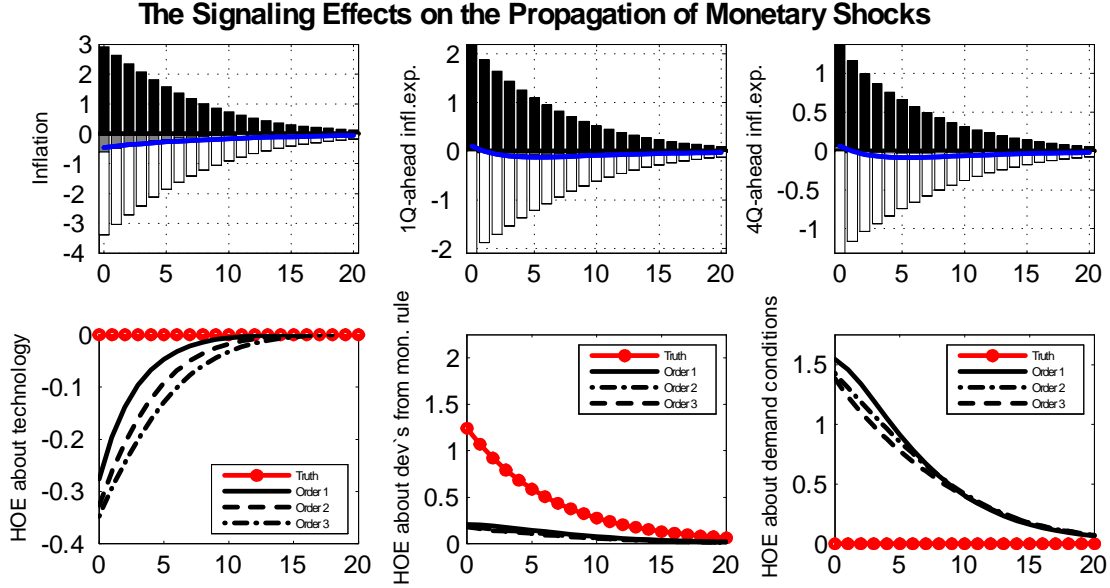 The Signaling Effects on the Propagation of Monetary Shocks
Inflation
3
2
1
0
-1
-2
-3
-4
0 5 10 15 20
1Q-ahead infl.exp.
2
1
0
-1
-2
0 5 10 15 20
4Q-ahead infl.exp.
1
0.5
0
-0.5
-1
0 5 10 15 20
HOE about technology
0
-0.1
-0.2
-0.3
-0.4
0 5 10 15 20
Truth
Order 1
Order 2
Order 3
HOE about dev`s from mon. rule
2
1.5
1
0.5
0
0 5 10 15 20
Truth
Order 1
Order 2
Order 3
HOE about demand conditions
1.5
1
0.5
0
0 5 10 15 20
Truth
Order 1
Order 2
Order 3